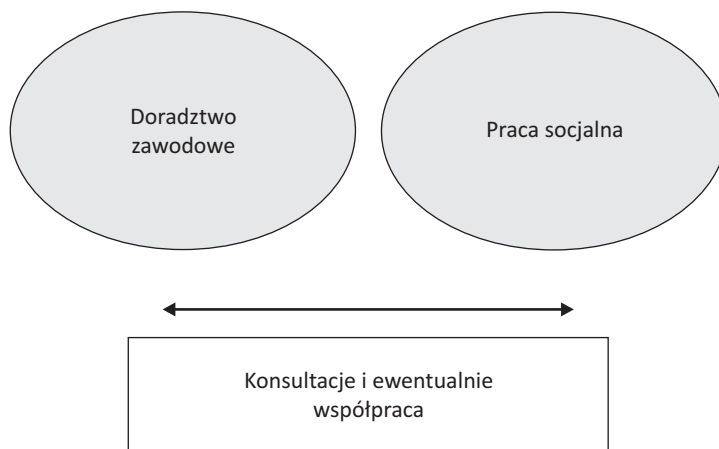 Doradztwo
zawodowe
Praca socjalna
Konsultacje i ewentualnie
współpraca